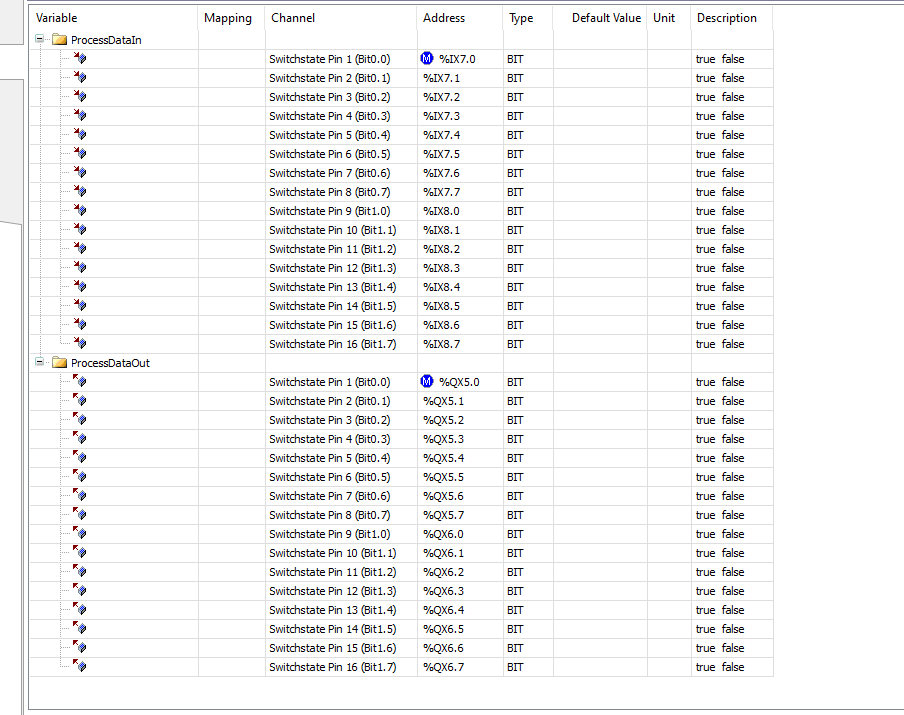 Variable Mapping Channel Address Type Default Value Unit Description
ProcessDataIn
Switchstate Pin 1 (Bit0.0) M %IX7.0 BIT true false
Switchstate Pin 2 (Bit0.1) %IX7.1 BIT true false
Switchstate Pin 3 (Bit0.2) %IX7.2 BIT true false
Switchstate Pin 4 (Bit0.3) %IX7.3 BIT true false
Switchstate Pin 5 (Bit0.4) %IX7.4 BIT true false
Switchstate Pin 6 (Bit0.5) %IX7.5 BIT true false
Switchstate Pin 7 (Bit0.6) %IX7.6 BIT true false
Switchstate Pin 8 (Bit0.7) %IX7.7 BIT true false
Switchstate Pin 9 (Bit1.0) %IX8.0 BIT true false
Switchstate Pin 10 (Bit1.1) %IX8.1 BIT true false
Switchstate Pin 11 (Bit1.2) %IX8.2 BIT true false
Switchstate Pin 12 (Bit1.3) %IX8.3 BIT true false
Switchstate Pin 13 (Bit1.4) %IX8.4 BIT true false
Switchstate Pin 14 (Bit1.5) %IX8.5 BIT true false
Switchstate Pin 15 (Bit1.6) %IX8.6 BIT true false
Switchstate Pin 16 (Bit1.7) %IX8.7 BIT true false
ProcessDataOut
Switchstate Pin 1 (Bit0.0) M %QX5.0 BIT true false
Switchstate Pin 2 (Bit0.1) %QX5.1 BIT true false
Switchstate Pin 3 (Bit0.2) %QX5.2 BIT true false
Switchstate Pin 4 (Bit0.3) %QX5.3 BIT true false
Switchstate Pin 5 (Bit0.4) %QX5.4 BIT true false
Switchstate Pin 6 (Bit0.5) %QX5.5 BIT true false
Switchstate Pin 7 (Bit0.6) %QX5.6 BIT true false
Switchstate Pin 8 (Bit0.7) %QX5.7 BIT true false
Switchstate Pin 9 (Bit1.0) %QX6.0 BIT true false
Switchstate Pin 10 (Bit1.1) %QX6.1 BIT true false
Switchstate Pin 11 (Bit1.2) %QX6.2 BIT true false
Switchstate Pin 12 (Bit1.3) %QX6.3 BIT true false
Switchstate Pin 13 (Bit1.4) %QX6.4 BIT true false
Switchstate Pin 14 (Bit1.5) %QX6.5 BIT true false
Switchstate Pin 15 (Bit1.6) %QX6.6 BIT true false
Switchstate Pin 16 (Bit1.7) %QX6.7 BIT true false